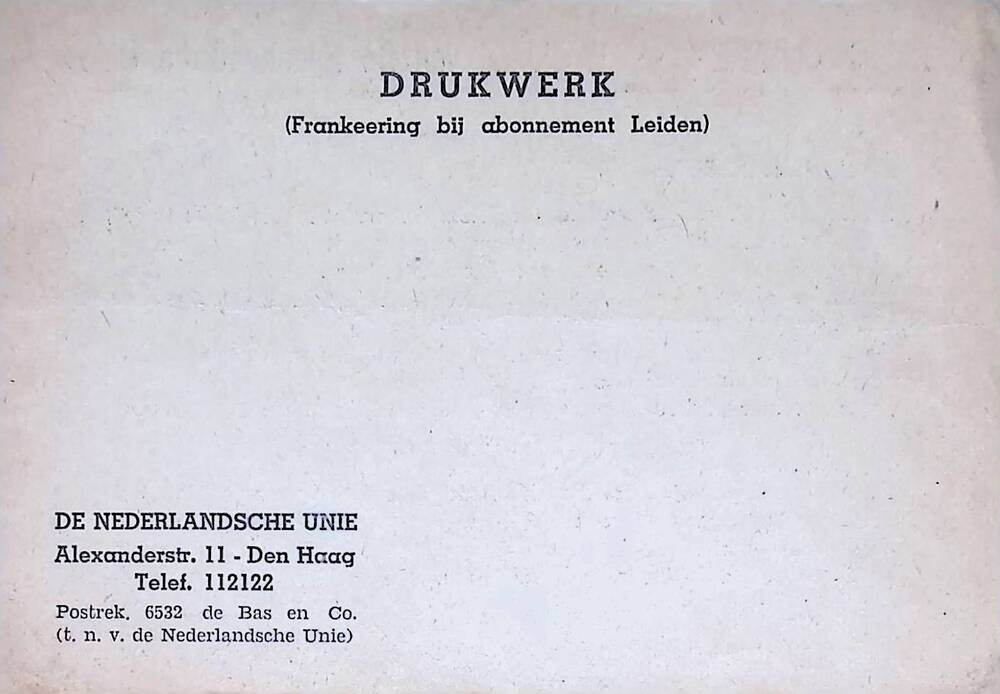 DRUKWERK
(Frankeering bij abonnement Leiden)
DE NEDERLANDSCHE UNIE
Alexanderstr. 11 - Den Haag
Telef. 112122
Postrek. 6532 de Bas en Co.
(t. n. v. de Nederlandsche Unie)